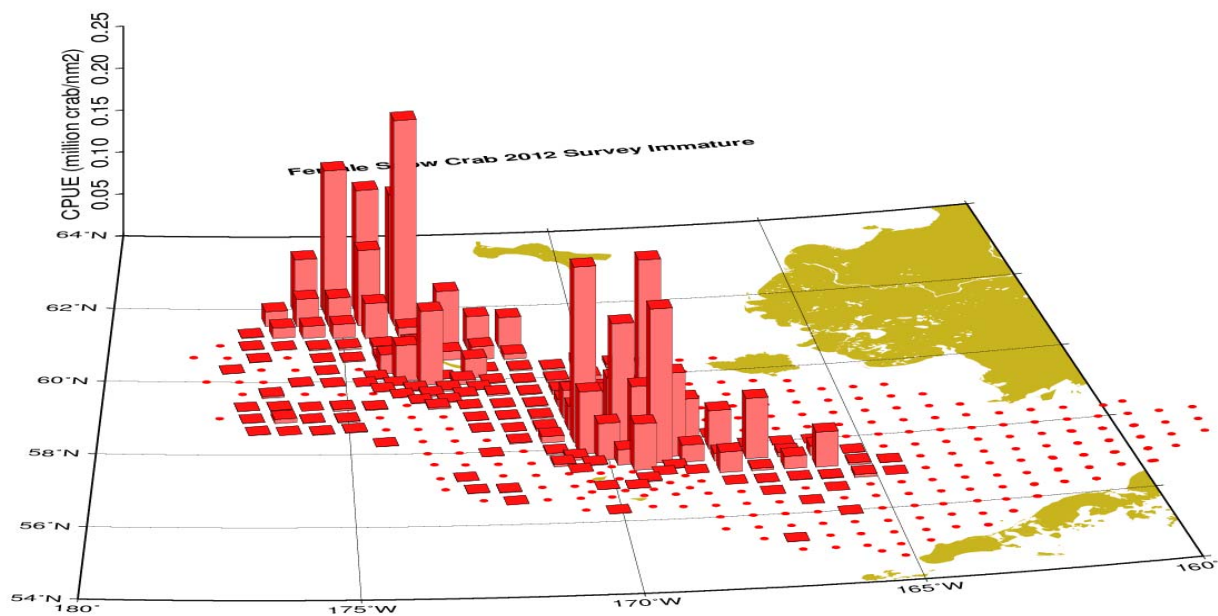 0.25
0.20
0.15
0.10
0.05
CPUE (million crab/nm2)
Female Snow Crab 2012 Survey Immature
64°N
62°N
60°N
58°N
56°N
54°N
180°
175°W
170°W
165°W
160°